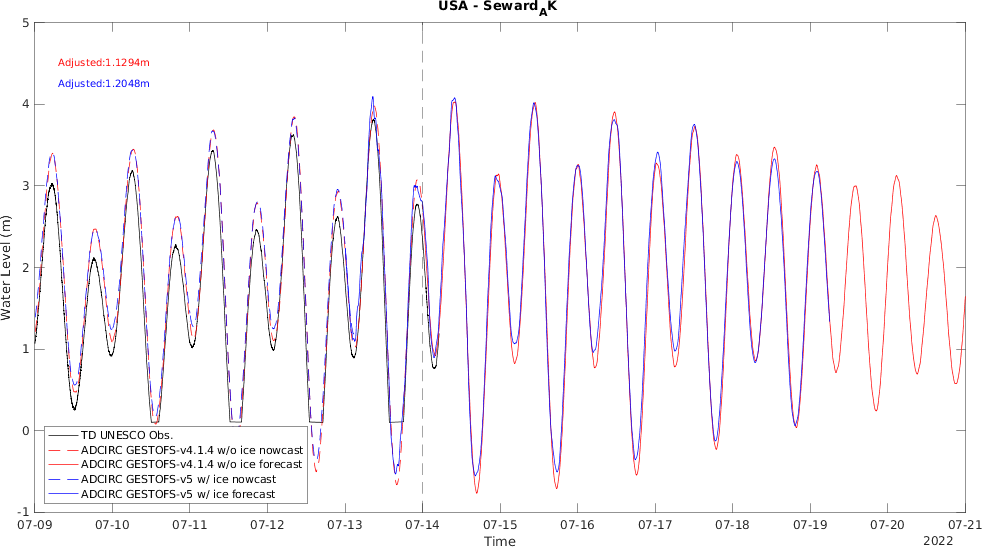 USA - Seward_AK
5
Adjusted:1.1294m
Adjusted:1.2048m
4
3
2
1
0
-1
Water Level (m)
TD UNESCO Obs.
ADCIRC GESTOFS-v4.1.4 w/o ice nowcast
ADCIRC GESTOFS-v4.1.4 w/o ice forecast
ADCIRC GESTOFS-v5 w/ ice nowcast
ADCIRC GESTOFS-v5 w/ ice forecast
07-09 07-10 07-11 07-12 07-13 07-14 07-15 07-16 07-17 07-18 07-19 07-20 07-21
Time
2022